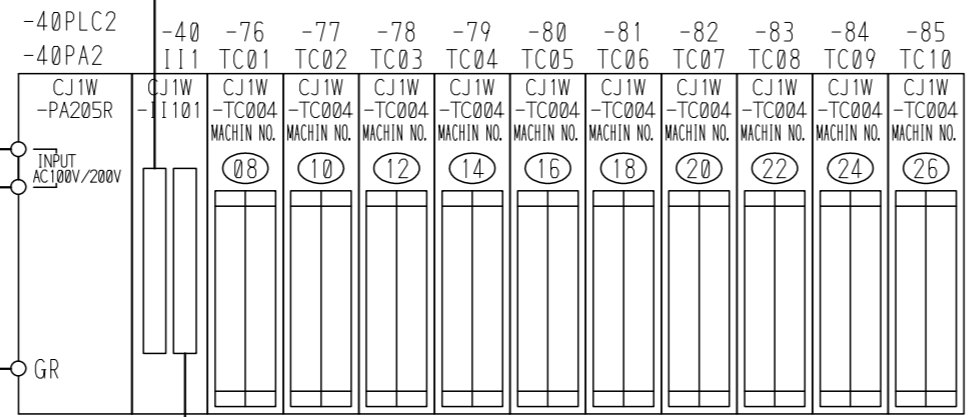 -40PLC2
-40PA2
-40 -76 -77 -78 -79 -80 -81 -82 -83 -84 -85
II1 TC01 TC02 TC03 TC04 TC05 TC06 TC07 TC08 TC09 TC10
CJ1W CJ1W CJ1W CJ1W CJ1W CJ1W CJ1W CJ1W CJ1W CJ1W CJ1W CJ1W
-PA205R -II101 -TC004 -TC004 -TC004 -TC004 -TC004 -TC004 -TC004 -TC004 -TC004 -TC004
MACHIN NO. MACHIN NO. MACHIN NO. MACHIN NO. MACHIN NO. MACHIN NO. MACHIN NO. MACHIN NO. MACHIN NO. MACHIN NO.
08 10 12 14 16 18 20 22 24 26
INPUT
AC100V/200V
GR